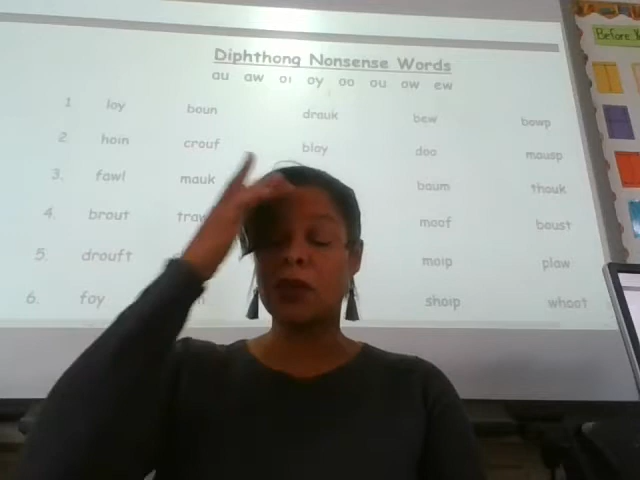 Diphthong Nonsense Words
au aw oi oy oo ou ow ew
Before
1 loy boun drauk bew bowp
2. hoin crouf bloy doo mousp
3. fawl mauk baum thouk
4. brout moof boust
5. drouft moip plaw
6. foy shoip whoot